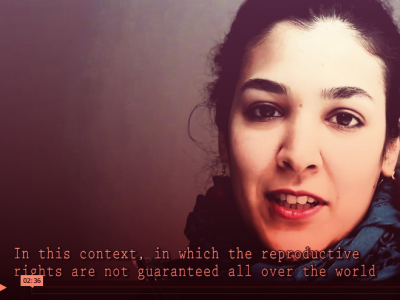 In this context, in which the reproductive
rights are not guaranteed all over the world
02:36